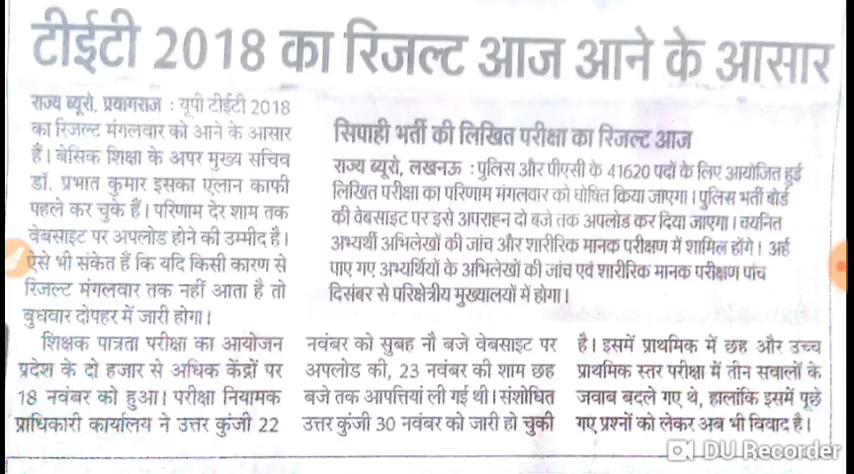 टीईटी 2018 का रिजल्ट आज आने के आसार
राज्य ब्यूरो, प्रयागराज : यूपी टीईटी 2018
का रिजल्ट मंगलवार को आने के आसार
हैं। बेसिक शिक्षा के अपर मुख्य सचिव
डॉ. प्रभात कुमार इसका एलान काफी
पहले कर चुके हैं। परिणाम देर शाम तक
वेबसाइट पर अपलोड होने की उम्मीद है।
ऐसे भी संकेत हैं कि यदि किसी कारण से
रिजल्ट मंगलवार तक नहीं आता है तो
बुधवार दोपहर में जारी होगा।
सिपाही भर्ती की लिखित परीक्षा का रिजल्ट आज
राज्य ब्यूरो, लखनऊ : पुलिस और पीएसी के 41620 पदों के लिए आयोजित हुई
लिखित परीक्षा का परिणाम मंगलवार को घोषित किया जाएगा। पुलिस भर्ती बोर्ड
की वेबसाइट पर इसे अपराह्न दो बजे तक अपलोड कर दिया जाएगा। चयनित
अभ्यर्थी अभिलेखों की जांच और शारीरिक मानक परीक्षण में शामिल होंगे। अर्ह
पाए गए अभ्यर्थियों के अभिलेखों की जांच एवं शारीरिक मानक परीक्षण पांच
दिसंबर से परिक्षेत्रीय मुख्यालयों में होगा।
शिक्षक पात्रता परीक्षा का आयोजन
प्रदेश के दो हजार से अधिक केंद्रों पर
18 नवंबर को हुआ। परीक्षा नियामक
प्राधिकारी कार्यालय ने उत्तर कुंजी 22
नवंबर को सुबह नौ बजे वेबसाइट पर
अपलोड की, 23 नवंबर की शाम छह
बजे तक आपत्तियां ली गई थी। संशोधित
उत्तर कुंजी 30 नवंबर को जारी हो चुकी
है। इसमें प्राथमिक में छह और उच्च
प्राथमिक स्तर परीक्षा में तीन सवालों के
जवाब बदले गए थे, हालांकि इसमें पूछे
गए प्रश्नों को लेकर अब भी विवाद है।
DU Recorder